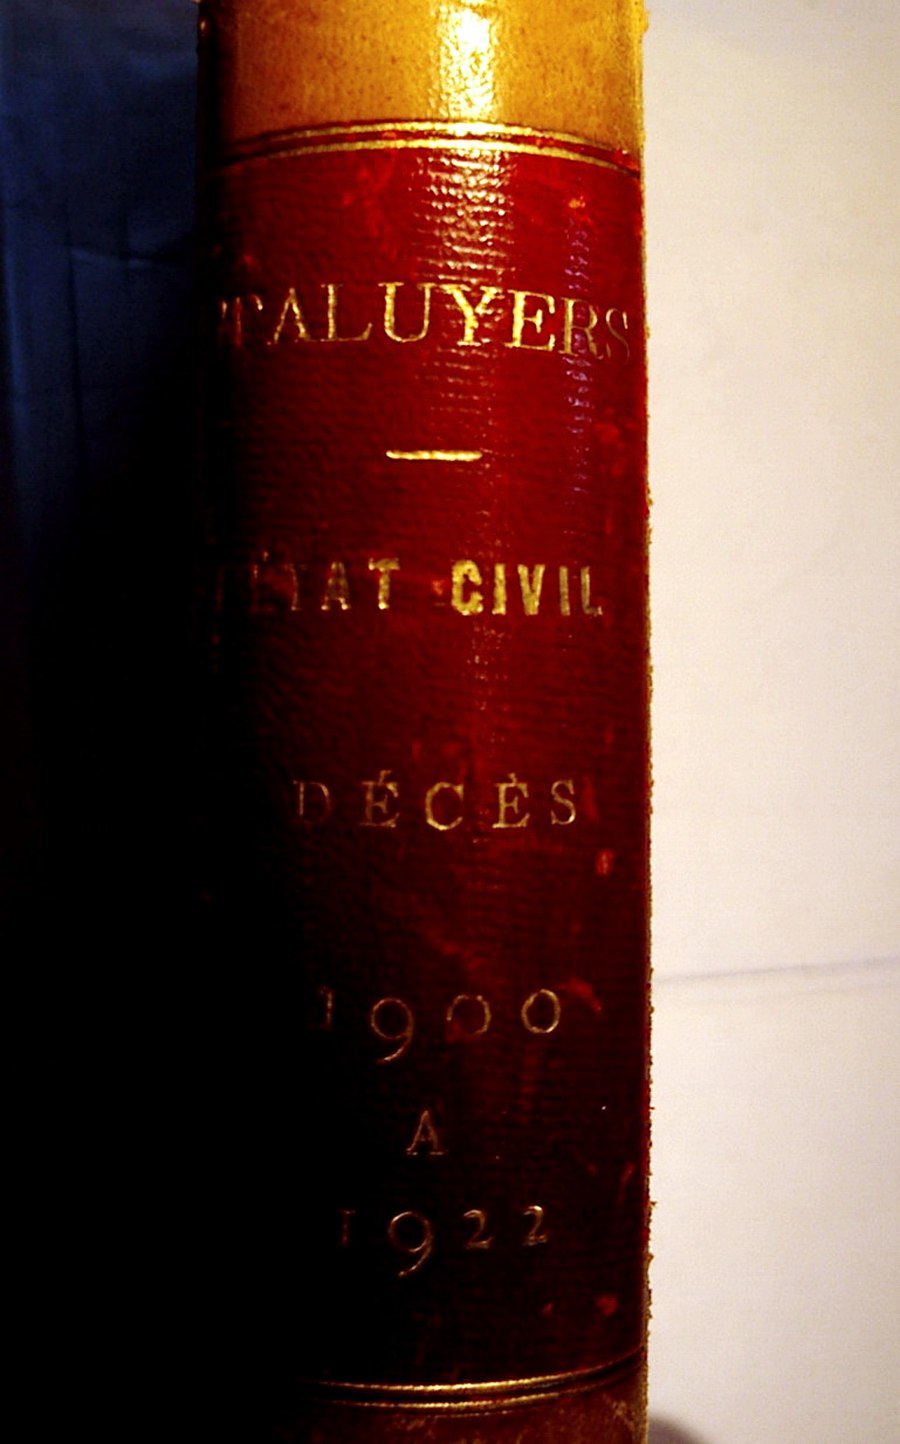 TALUYERS
ÉTAT CIVIL
DÉCÈS
1900
A
1922